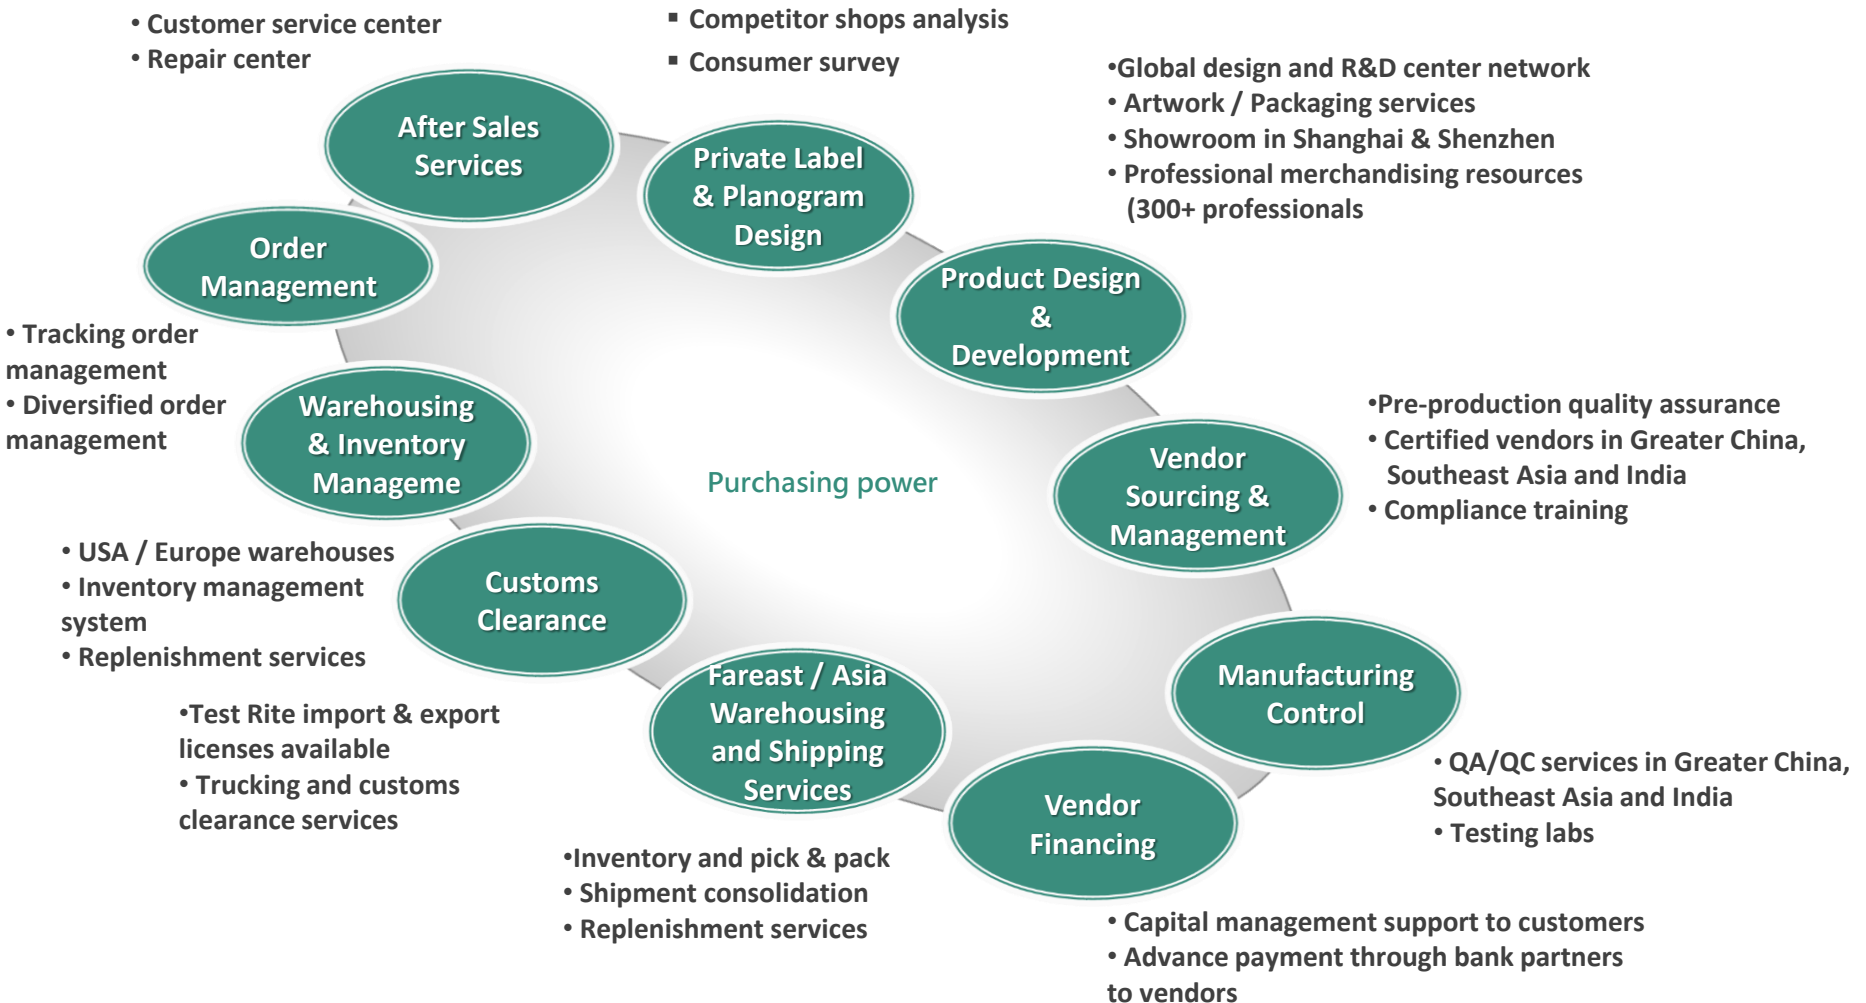 • Customer service center
• Repair center
▪ Competitor shops analysis
▪ Consumer survey
•Global design and R&D center network
• Artwork / Packaging services
• Showroom in Shanghai & Shenzhen
• Professional merchandising resources
(300+ professionals
After Sales
Services
Private Label
& Planogram
Design
Order
Management
Product Design
&
Development
• Tracking order
management
• Diversified order
management
Warehousing
& Inventory
Manageme
Purchasing power
Vendor
Sourcing &
Management
•Pre-production quality assurance
• Certified vendors in Greater China,
Southeast Asia and India
• Compliance training
• USA / Europe warehouses
• Inventory management
system
• Replenishment services
Customs
Clearance
Manufacturing
Control
•Test Rite import & export
licenses available
• Trucking and customs
clearance services
Fareast / Asia
Warehousing
and Shipping
Services
Vendor
Financing
• QA/QC services in Greater China,
Southeast Asia and India
• Testing labs
•Inventory and pick & pack
• Shipment consolidation
• Replenishment services
• Capital management support to customers
• Advance payment through bank partners
to vendors